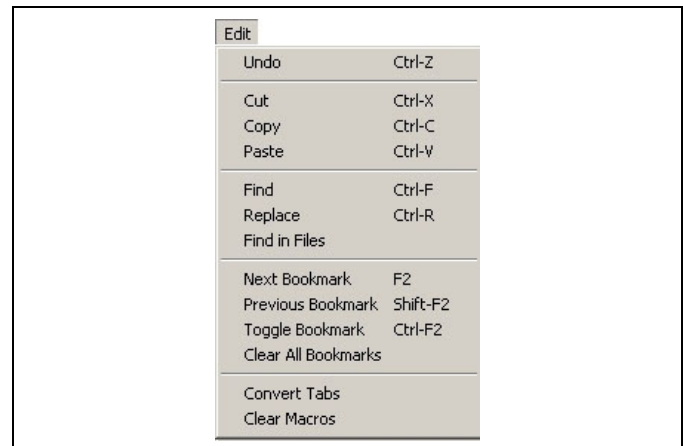 Edit
Undo Ctrl-Z
Cut Ctrl-X
Copy Ctrl-C
Paste Ctrl-V
Find Ctrl-F
Replace Ctrl-R
Find in Files
Next Bookmark F2
Previous Bookmark Shift-F2
Toggle Bookmark Ctrl-F2
Clear All Bookmarks
Convert Tabs
Clear Macros